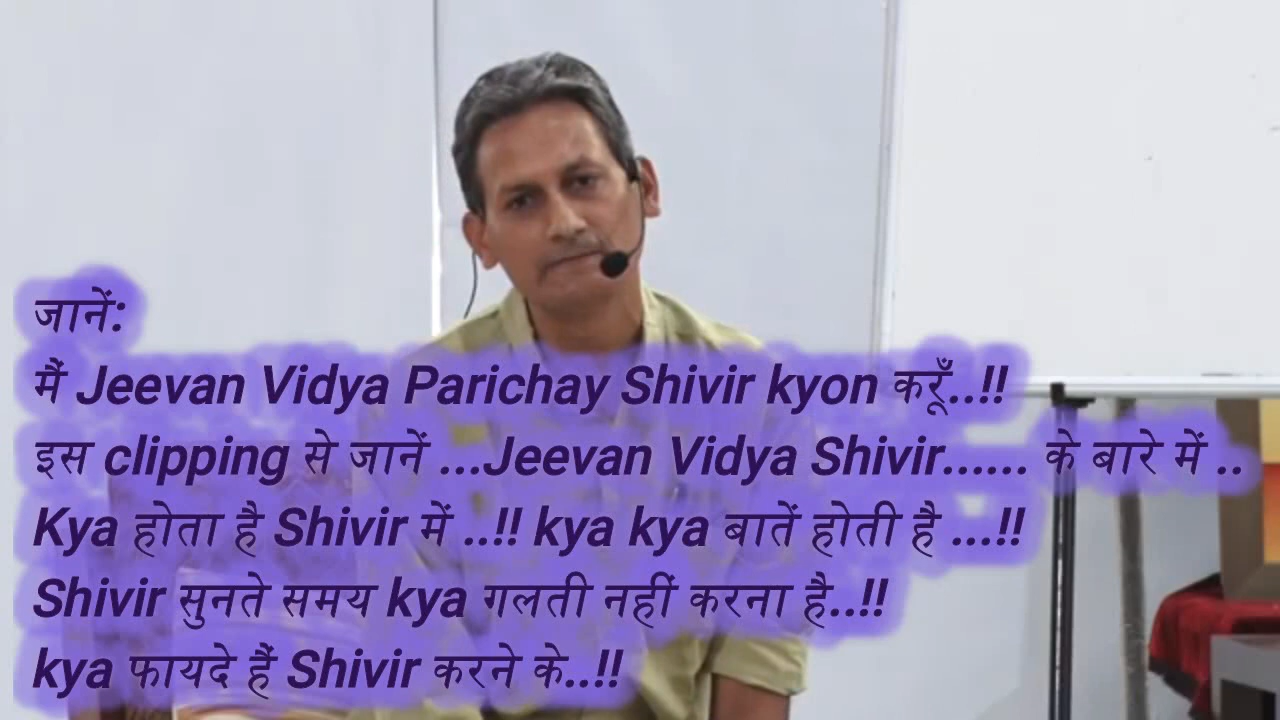 जानें:
मैं Jeevan Vidya Parichay Shivir kyon करूँ..!!
इस clipping से जानें ...Jeevan Vidya Shivir...... के बारे में ..
Kya होता है Shivir में ..!! kya kya बातें होती है ...!!
Shivir सुनते समय kya गलती नहीं करना है..!!
kya फायदे हैं Shivir करने के..!!